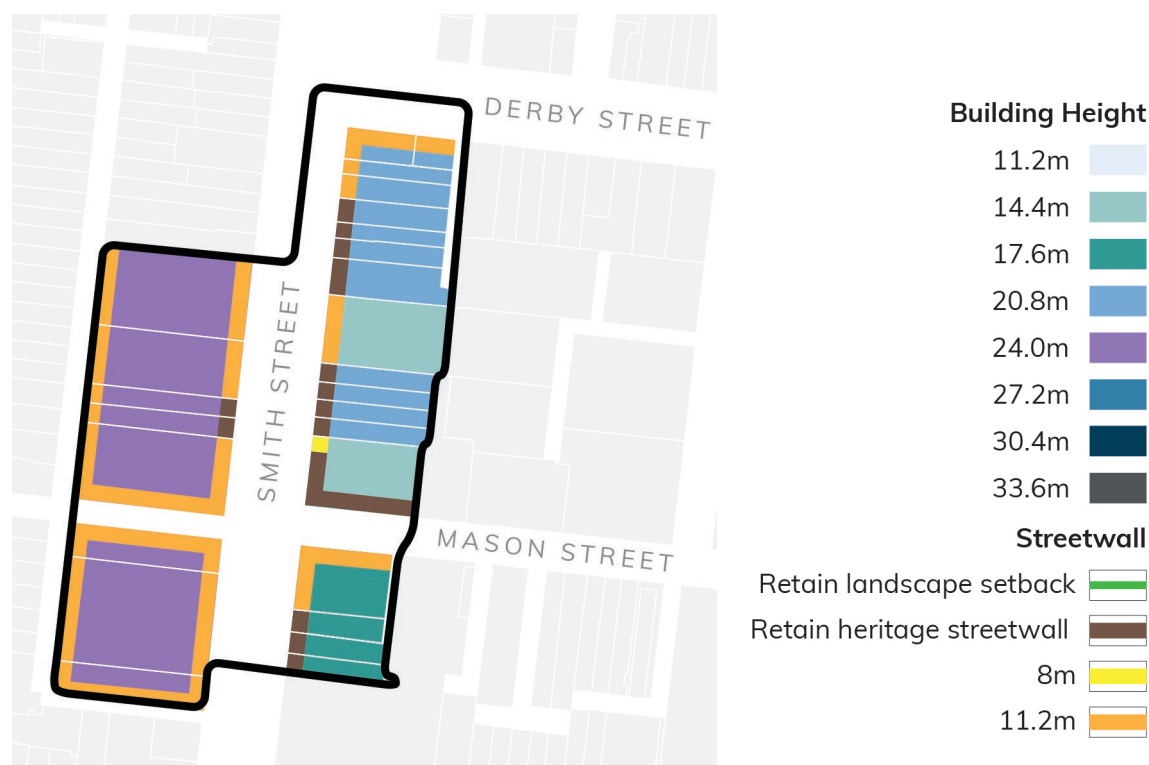 DERBY STREET
SMITH STREET
MASON STREET
Building Height
11.2m
14.4m
17.6m
20.8m
24.0m
27.2m
30.4m
33.6m
Streetwall
Retain landscape setback
Retain heritage streetwall
8m
11.2m